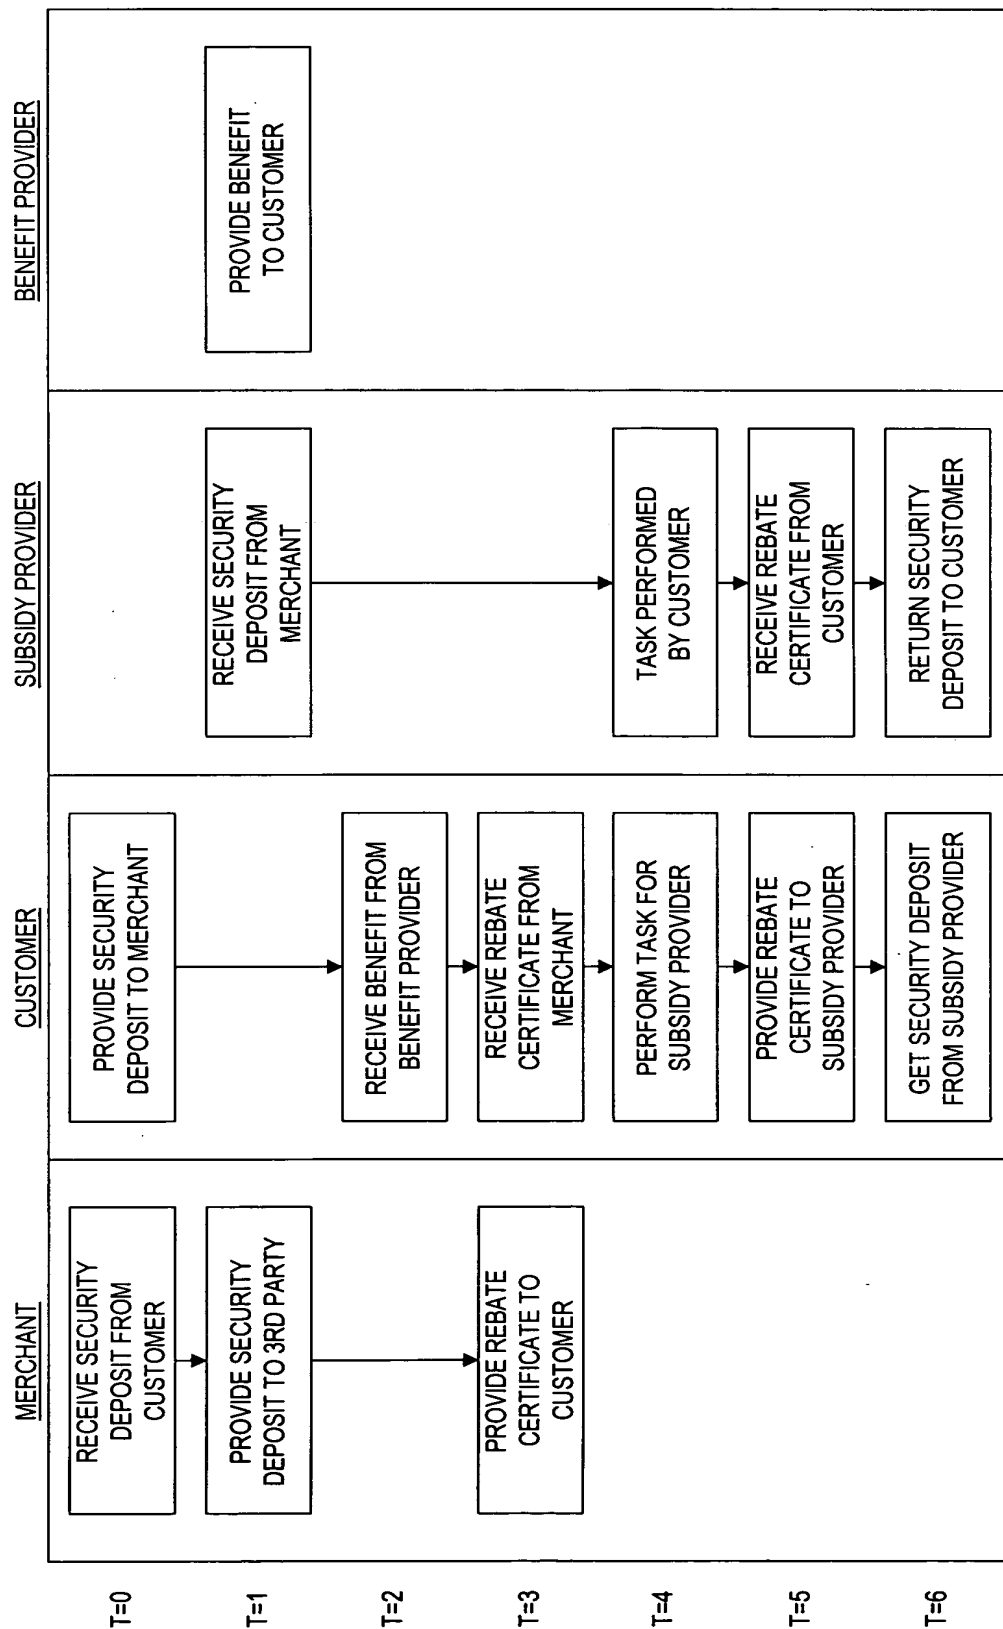 MERCHANT
CUSTOMER
SUBSIDY PROVIDER
BENEFIT PROVIDER
T=0
RECEIVE SECURITY
DEPOSIT FROM
CUSTOMER
PROVIDE SECURITY
DEPOSIT TO MERCHANT
T=1
PROVIDE SECURITY
DEPOSIT TO 3RD PARTY
RECEIVE SECURITY
DEPOSIT FROM
MERCHANT
PROVIDE BENEFIT
TO CUSTOMER
T=2
RECEIVE BENEFIT FROM
BENEFIT PROVIDER
T=3
PROVIDE REBATE
CERTIFICATE TO
CUSTOMER
RECEIVE REBATE
CERTIFICATE FROM
MERCHANT
T=4
PERFORM TASK FOR
SUBSIDY PROVIDER
TASK PERFORMED
BY CUSTOMER
T=5
PROVIDE REBATE
CERTIFICATE TO
SUBSIDY PROVIDER
RECEIVE REBATE
CERTIFICATE FROM
CUSTOMER
T=6
GET SECURITY DEPOSIT
FROM SUBSIDY PROVIDER
RETURN SECURITY
DEPOSIT TO CUSTOMER